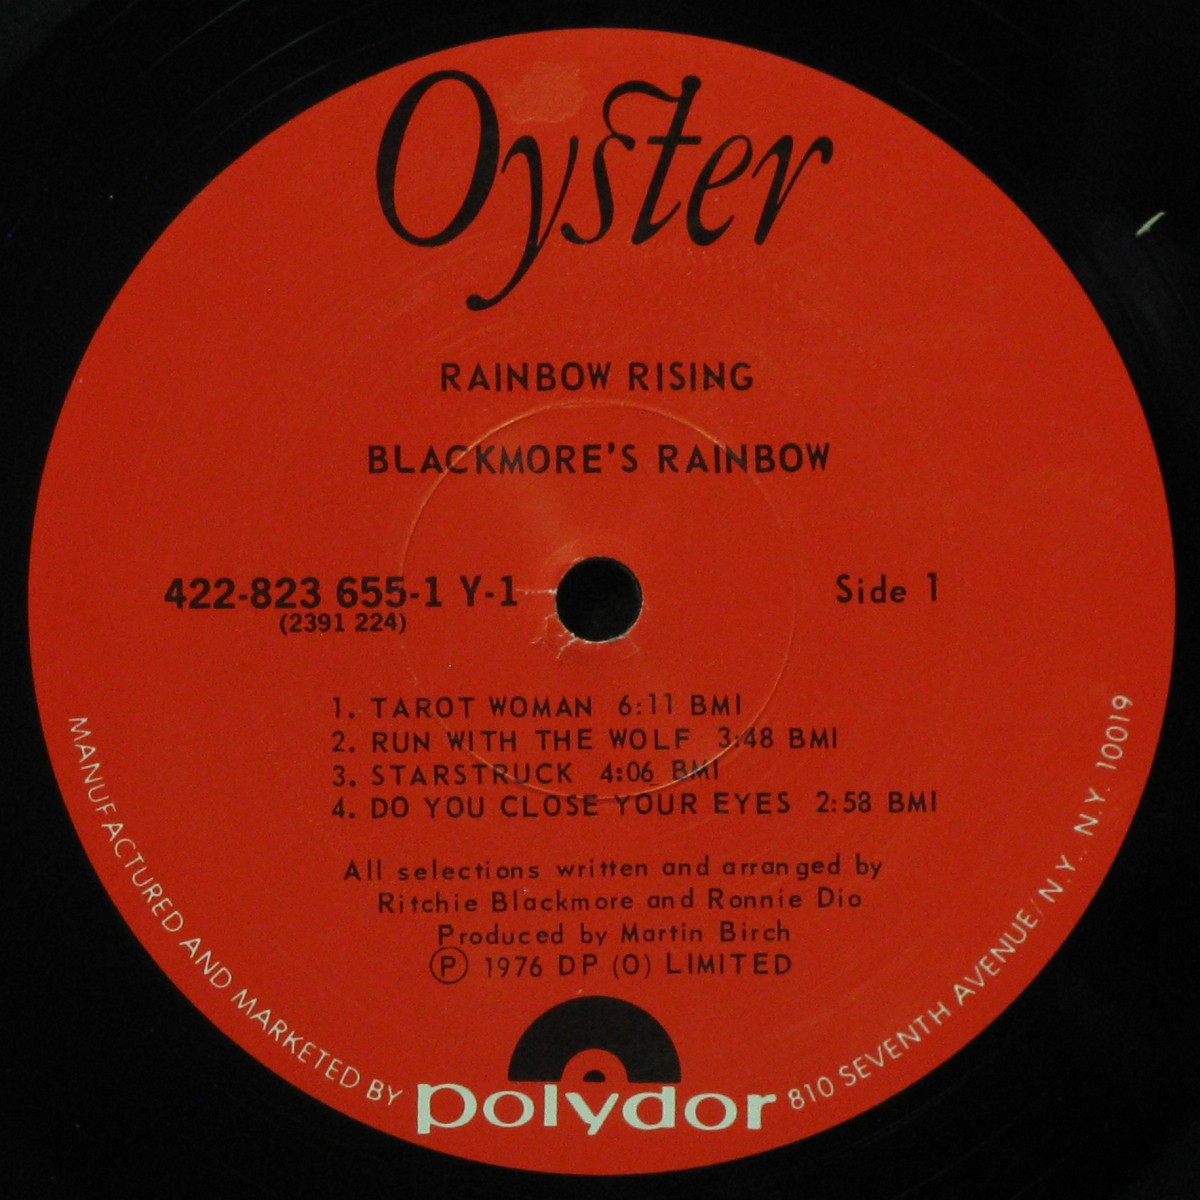 Oyster
RAINBOW RISING
BLACKMORE'S RAINBOW
422-823 655-1 Y-1
(2391 224)
Side 1
1. TAROT WOMAN 6:11 BMI
2. RUN WITH THE WOLF 3:48 BMI
3. STARSTRUCK 4:06 BMI
4. DO YOU CLOSE YOUR EYES 2:58 BMI
All selections written and arranged by
Ritchie Blackmore and Ronnie Dio
Produced by Martin Birch
Ⓟ 1976 DP (O) LIMITED
MANUFACTURED AND MARKETED BY polydor 810 SEVENTH AVENUE/N.Y., N.Y. 10019